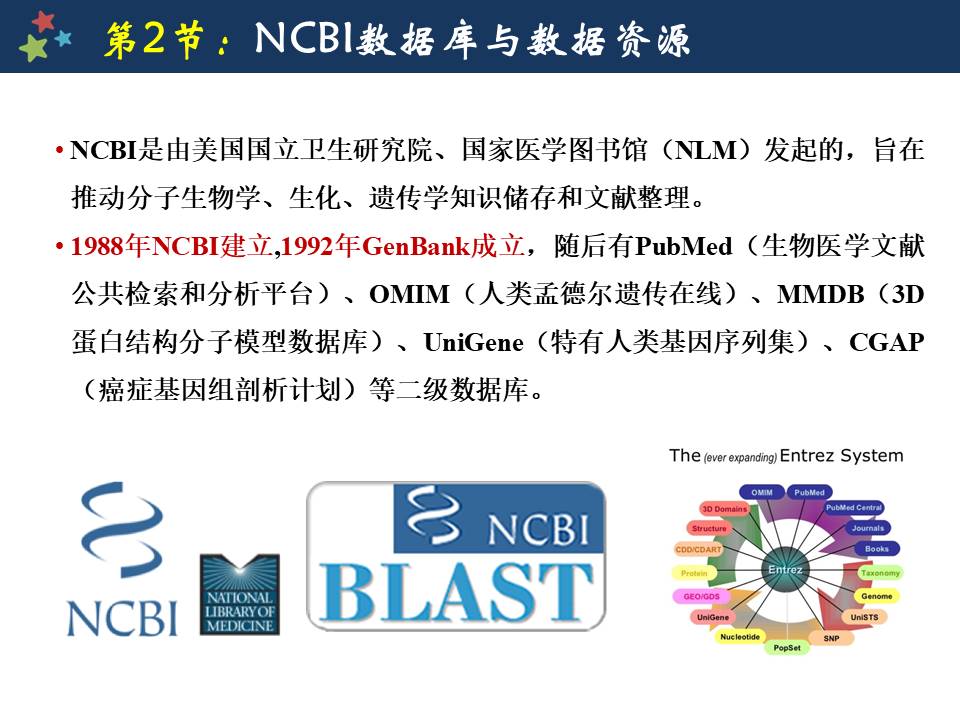 第2节：NCBI数据库与数据资源
• NCBI是由美国国立卫生研究院、国家医学图书馆（NLM）发起的，旨在
推动分子生物学、生化、遗传学知识储存和文献整理。
• 1988年NCBI建立,1992年GenBank成立，随后有PubMed（生物医学文献
公共检索和分析平台）、OMIM（人类孟德尔遗传在线）、MMDB（3D
蛋白结构分子模型数据库）、UniGene（特有人类基因序列集）、CGAP
（癌症基因组剖析计划）等二级数据库。
NCBI
NATIONAL
LIBRARY OF
MEDICINE
NCBI
BLAST
The (ever expanding) Entrez System
OMIM
PubMed
3D Domains
PubMed Central
Structure
Journals
CDD/CDART
Books
Protein
Entrez
Taxonomy
GEO/GDS
Genome
UniGene
UniSTS
Nucleotide
SNP
PopSet